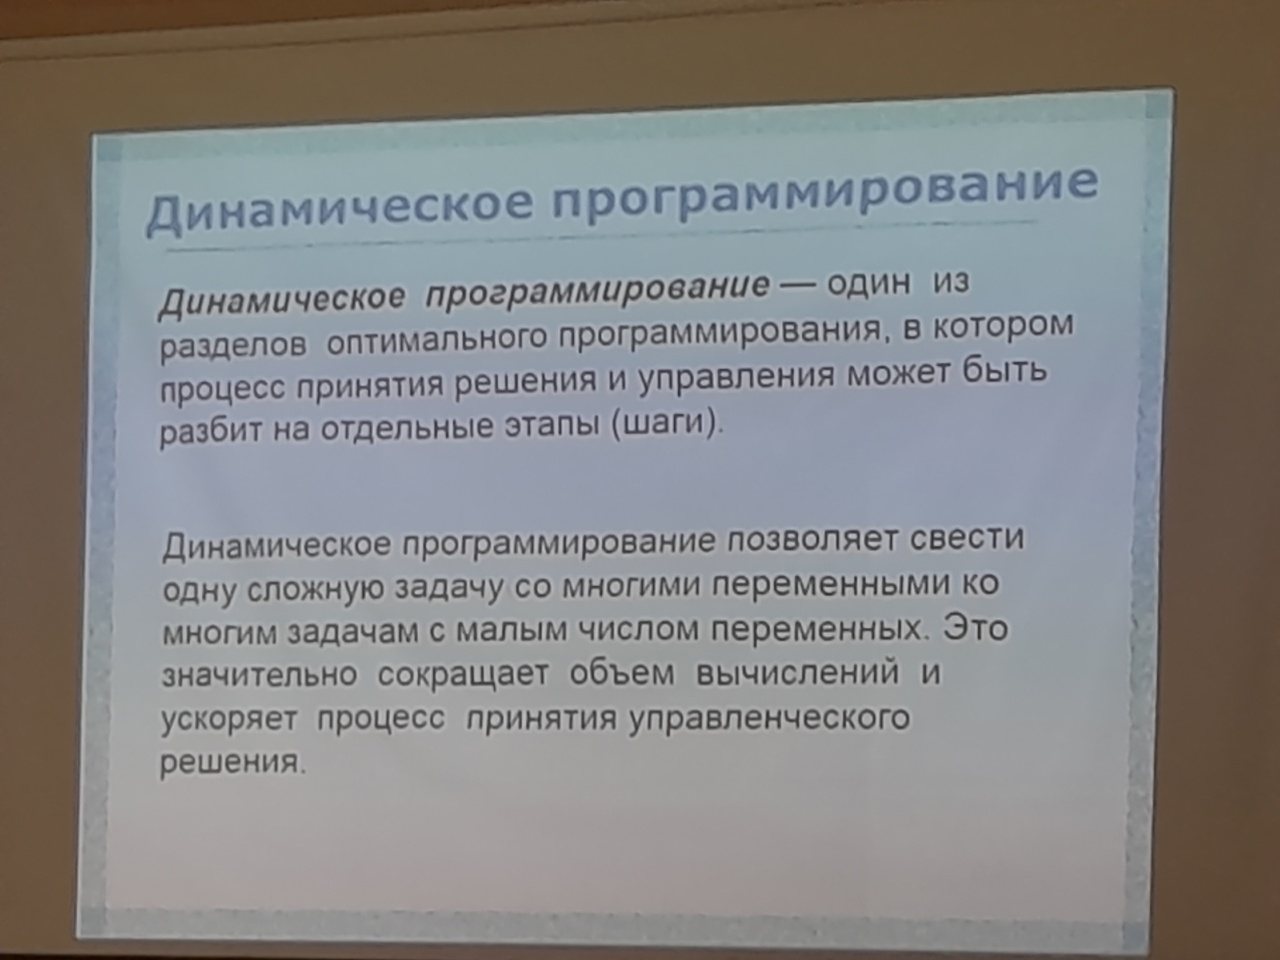 Динамическое программирование
Динамическое программирование — один из
разделов оптимального программирования, в котором
процесс принятия решения и управления может быть
разбит на отдельные этапы (шаги).
Динамическое программирование позволяет свести
одну сложную задачу со многими переменными ко
многим задачам с малым числом переменных. Это
значительно сокращает объем вычислений и
ускоряет процесс принятия управленческого
решения.